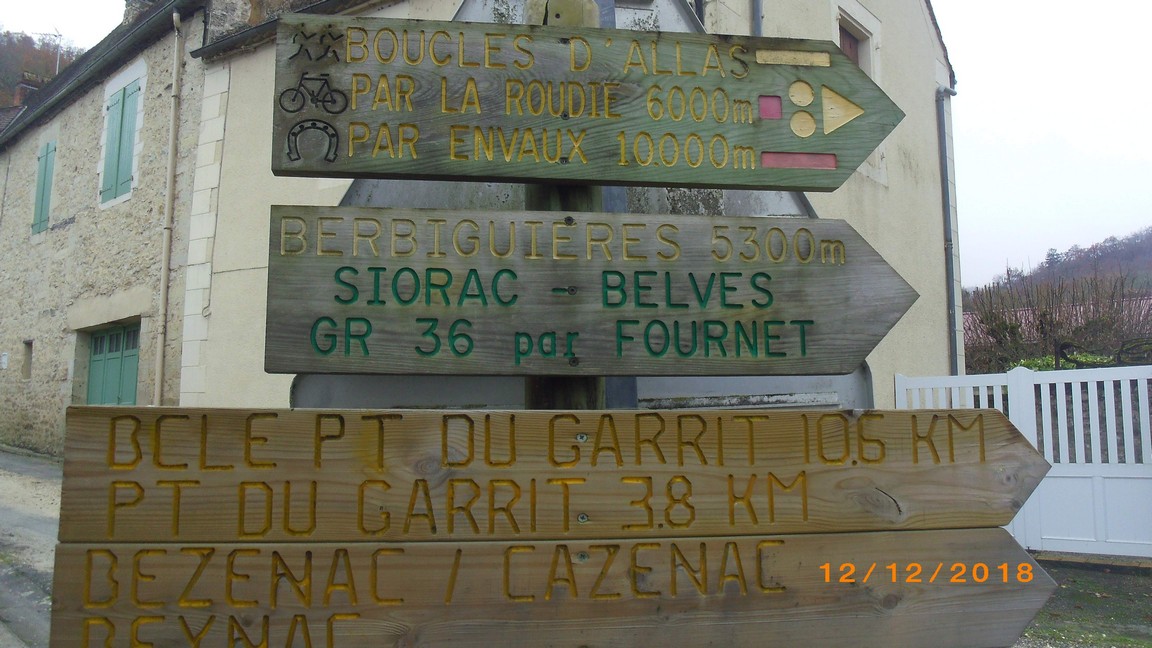 BOUCLES D'ALLAS
PAR LA ROUDIE 6000m
PAR ENVAUX 10000m
BERBIGUIERES 5300m
SIORAC - BELVES
GR 36 par FOURNET
BCLE PT DU GARRIT 10.6 KM
PT DU GARRIT 3.8 KM
BEZENAC / CAZENAC
BEYNAC
12/12/2018